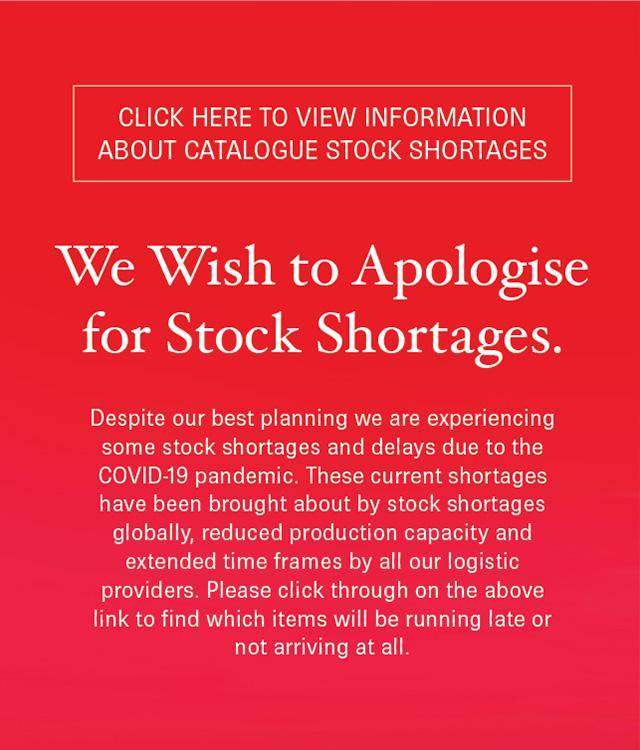 CLICK HERE TO VIEW INFORMATION
ABOUT CATALOGUE STOCK SHORTAGES
We Wish to Apologise
for Stock Shortages.
Despite our best planning we are experiencing
some stock shortages and delays due to the
COVID-19 pandemic. These current shortages
have been brought about by stock shortages
globally, reduced production capacity and
extended time frames by all our logistic
providers. Please click through on the above
link to find which items will be running late or
not arriving at all.